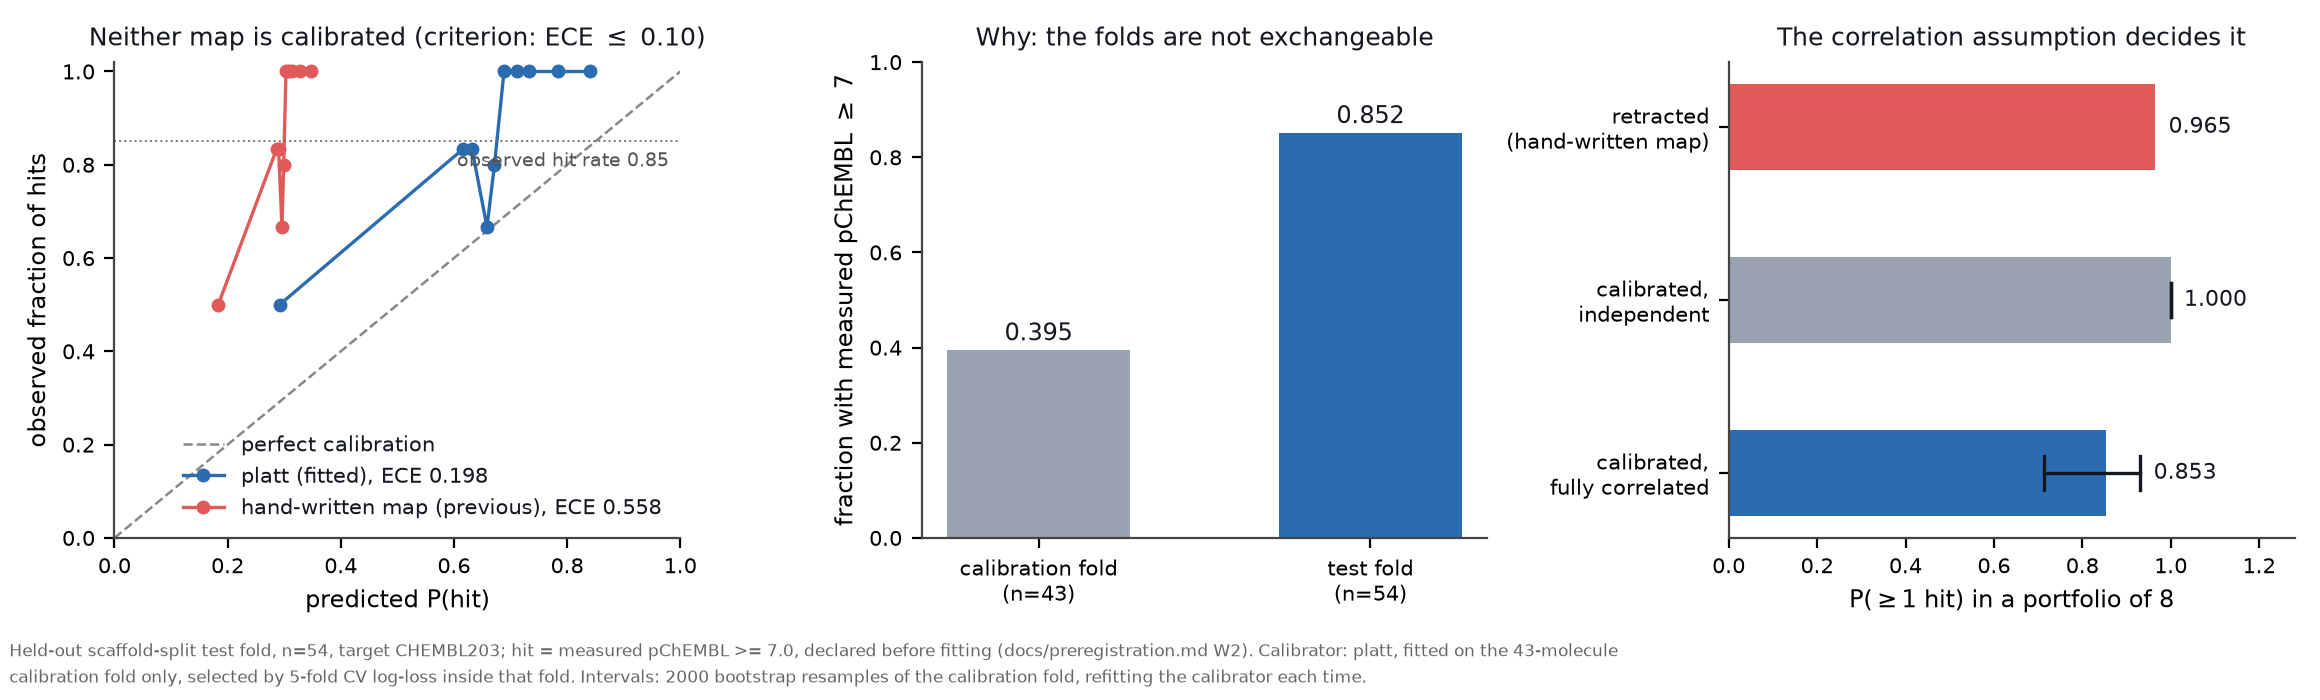 Neither map is calibrated (criterion: ECE ≤ 0.10)
observed fraction of hits
1.0
0.8
0.6
0.4
0.2
0.0
observed hit rate 0.85
perfect calibration
platt (fitted), ECE 0.198
hand-written map (previous), ECE 0.558
0.0 0.2 0.4 0.6 0.8 1.0
predicted P(hit)
Why: the folds are not exchangeable
fraction with measured pChEMBL ≥ 7
1.0
0.8
0.6
0.4
0.2
0.0
0.395
0.852
calibration fold
(n=43)
test fold
(n=54)
The correlation assumption decides it
retracted
(hand-written map)
0.965
calibrated,
independent
1.000
calibrated,
fully correlated
0.853
0.0 0.2 0.4 0.6 0.8 1.0 1.2
P(≥1 hit) in a portfolio of 8
Held-out scaffold-split test fold, n=54, target CHEMBL203; hit = measured pChEMBL >= 7.0, declared before fitting (docs/preregistration.md W2). Calibrator: platt, fitted on the 43-molecule
calibration fold only, selected by 5-fold CV log-loss inside that fold. Intervals: 2000 bootstrap resamples of the calibration fold, refitting the calibrator each time.